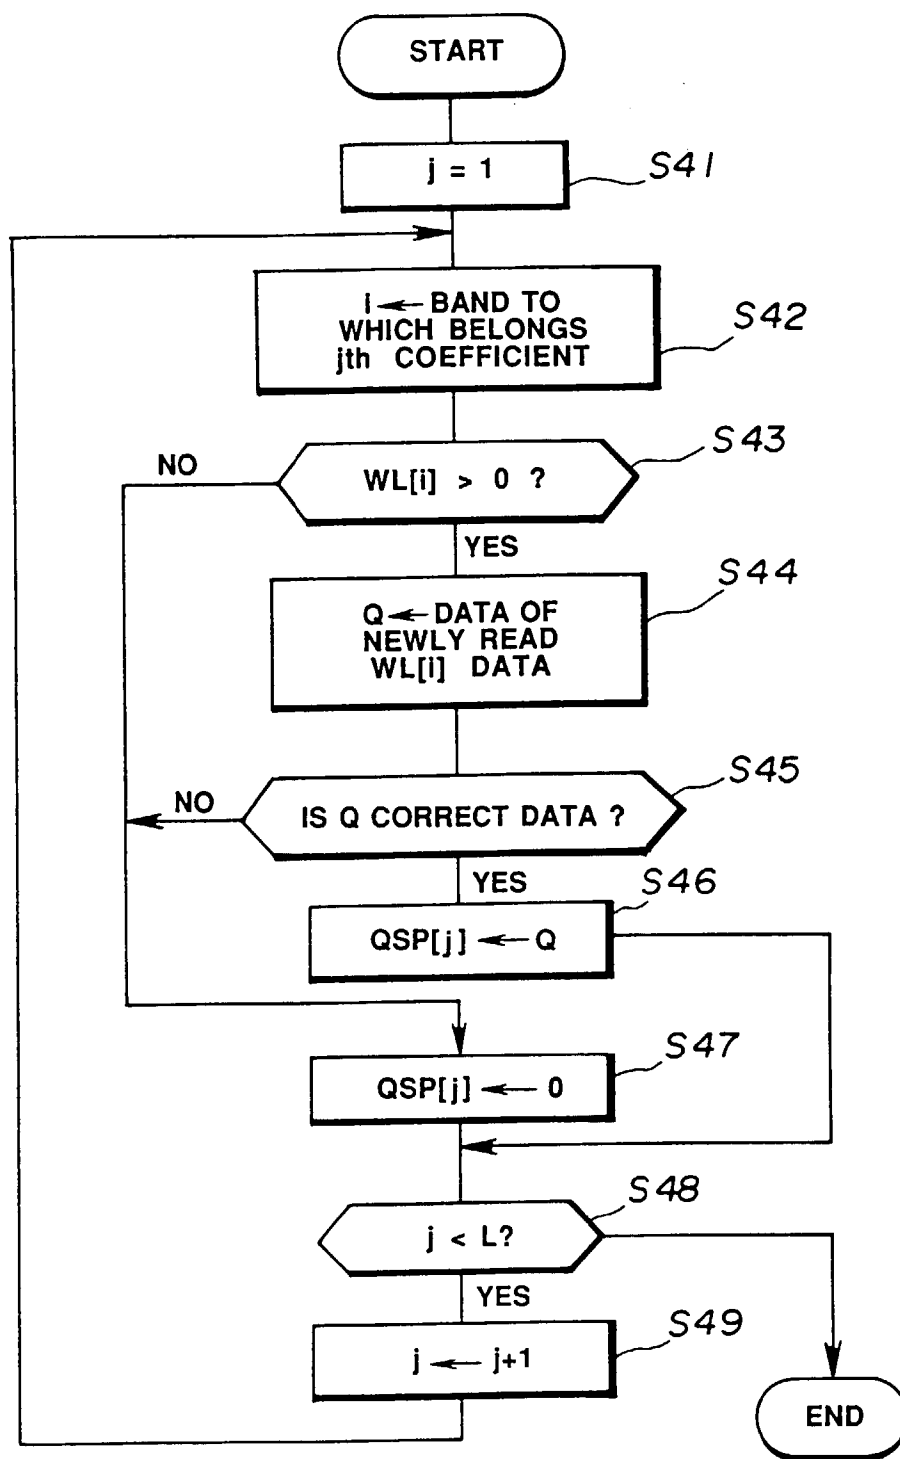 START
j = 1
S41
i ← BAND TO
WHICH BELONGS
jth COEFFICIENT
S42
S43
NO
WL[i] > 0 ?
YES
S44
Q ← DATA OF
NEWLY READ
WL[i] DATA
S45
NO
IS Q CORRECT DATA ?
YES
S46
QSP[j] ← Q
S47
QSP[j] ← 0
S48
j < L?
YES
S49
j ← j+1
END